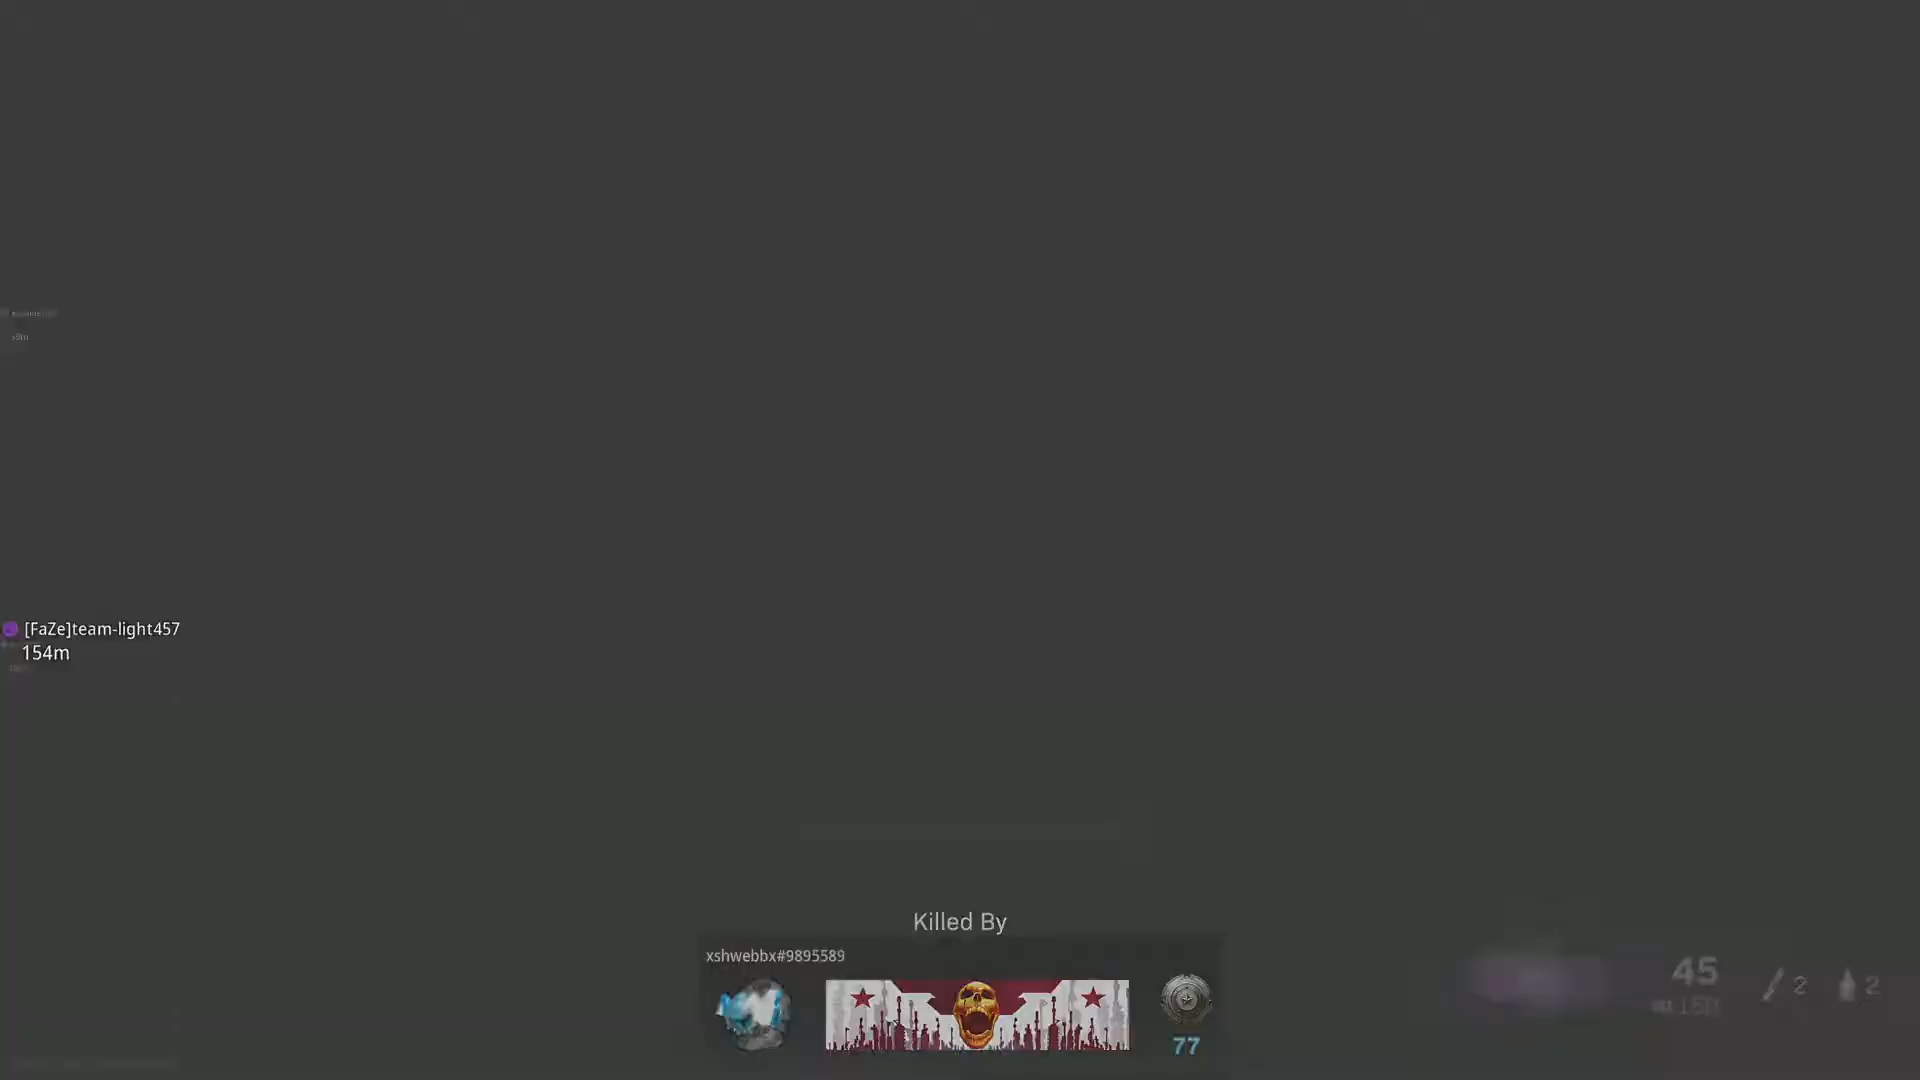 [FaZe]team-light457
154m
Killed By
xshwebbx#9895589
45
2
2
77